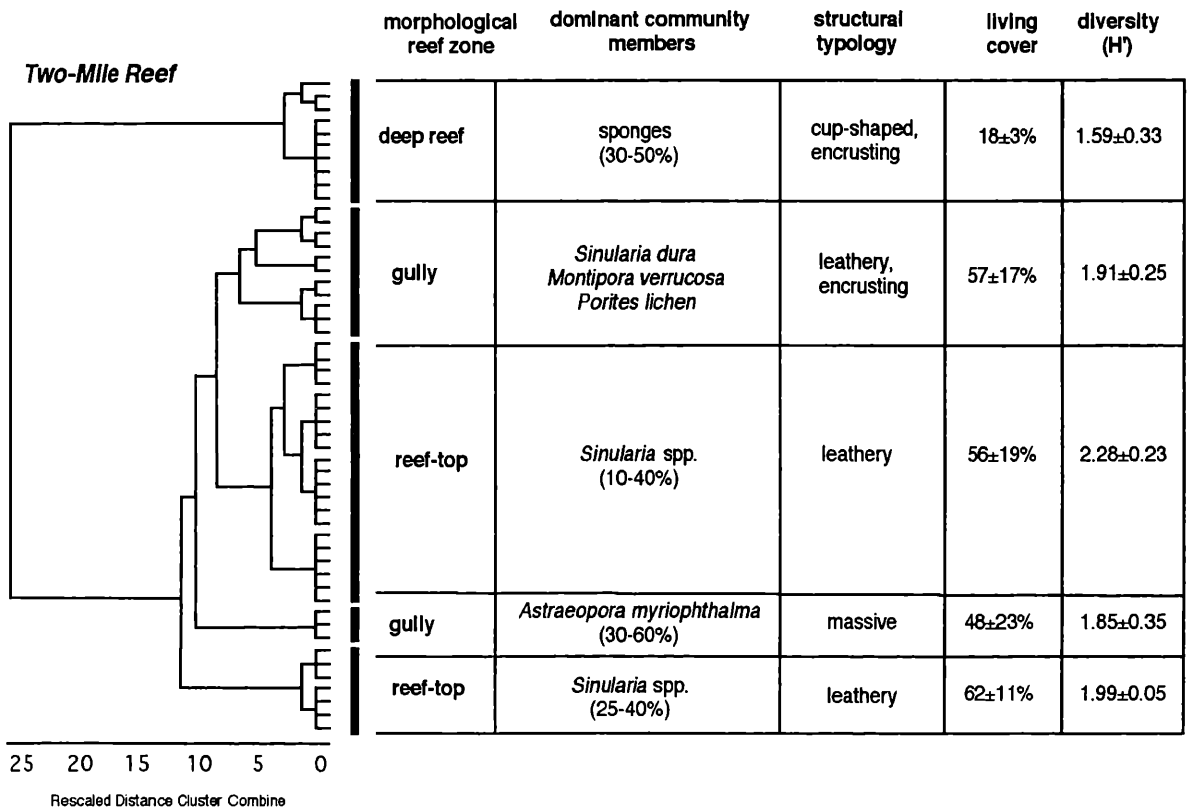 morphological reef zone
dominant community members
structural typology
living cover
diversity (H')
Two-Mile Reef
deep reef
sponges
(30-50%)
cup-shaped,
encrusting
18±3%
1.59±0.33
gully
Sinularia dura
Montipora verrucosa
Porites lichen
leathery,
encrusting
57±17%
1.91±0.25
reef-top
Sinularia spp.
(10-40%)
leathery
56±19%
2.28±0.23
gully
Astraeopora myriophthalma
(30-60%)
massive
48±23%
1.85±0.35
reef-top
Sinularia spp.
(25-40%)
leathery
62±11%
1.99±0.05
25 20 15 10 5 0
Rescaled Distance Cluster Combine